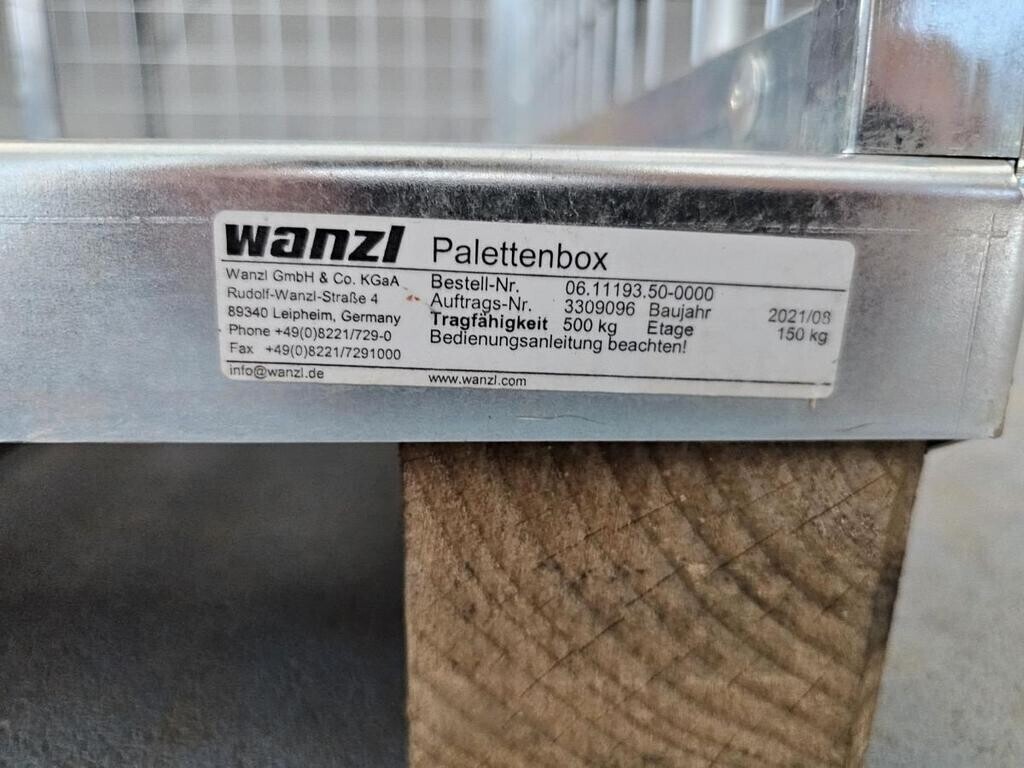 wanzl Palettenbox
Wanzl GmbH & Co. KGaA
Rudolf-Wanzl-Straße 4
89340 Leipheim, Germany
Phone +49(0)8221/729-0
Fax +49(0)8221/7291000
info@wanzl.de
Bestell-Nr. 06.11193.50-0000
Auftrags-Nr. 3309096 Baujahr 2021/08
Tragfähigkeit 500 kg Etage 150 kg
Bedienungsanleitung beachten!
www.wanzl.com